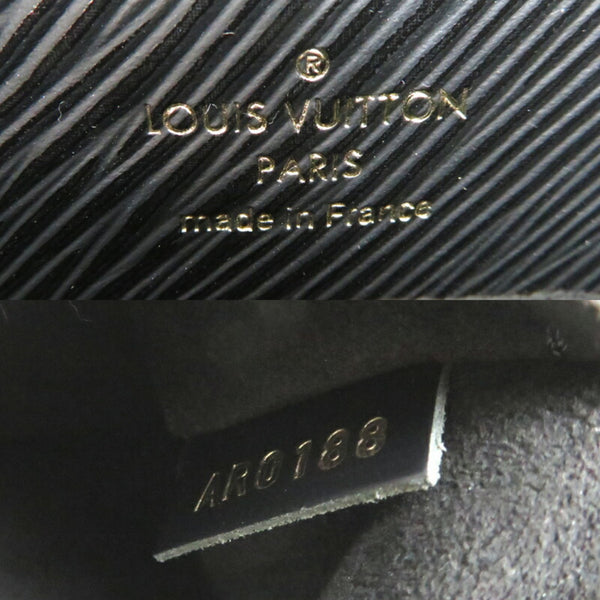 ®
LOUIS VUITTON
PARIS
made in France
AR0188